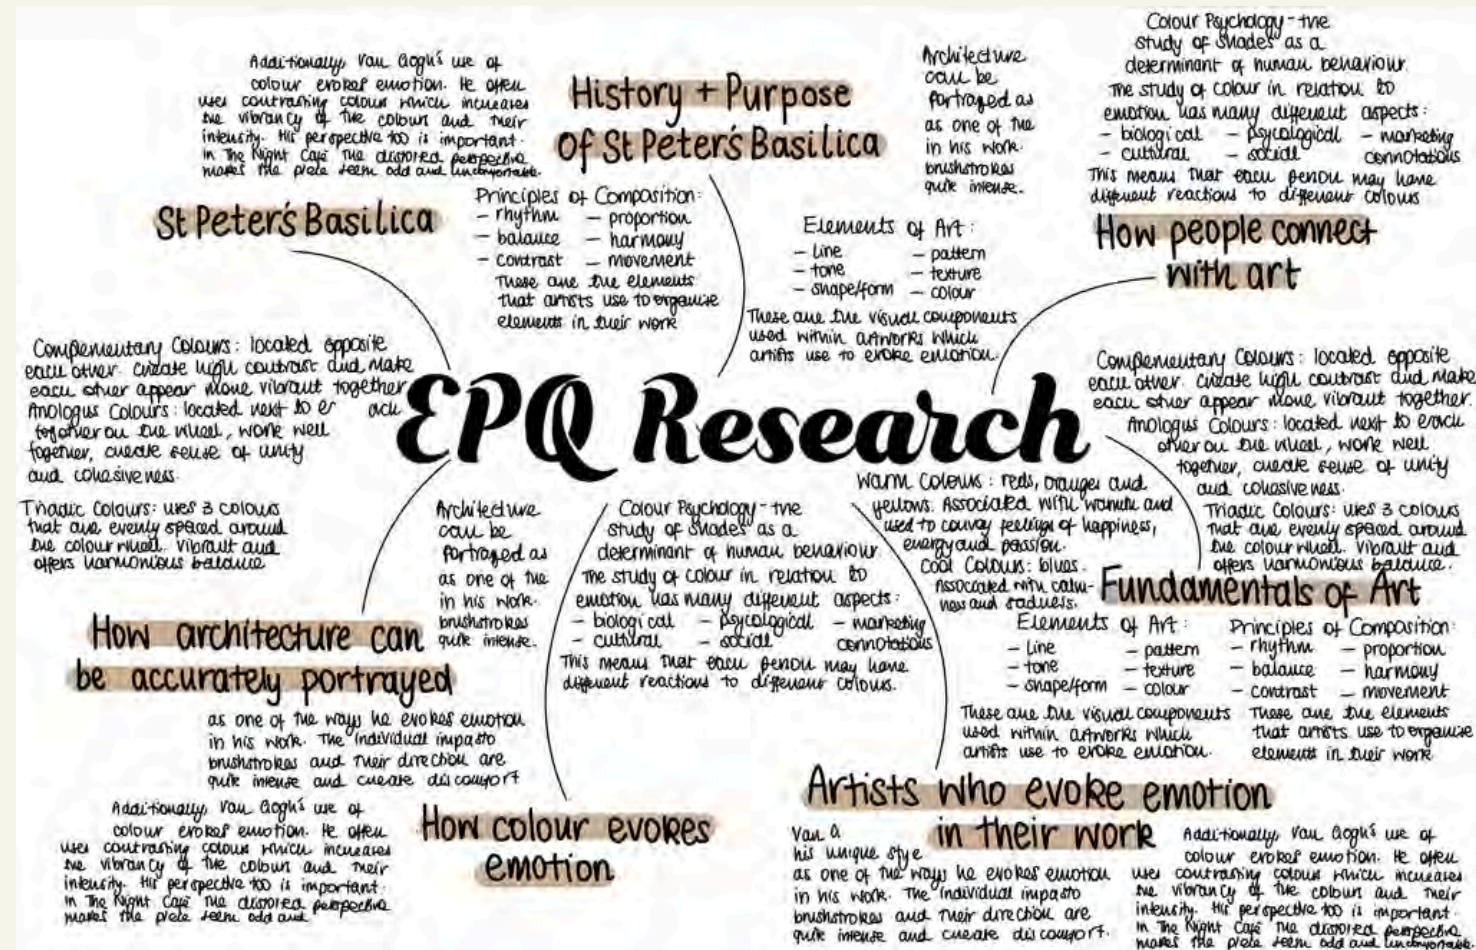 Additionally, Van Gogh's use of
colour evokes emotion. He often
uses contrasting colours which increases
the vibrancy of the colours and their
intensity. His perspective too is important.
In The Night Café the distored perspective
makes the piece seem odd and uncomfortable.
St Peter's Basilica
History + Purpose
of St Peter's Basilica
Principles of Composition:
- rhythm - proportion
- balance - harmony
- contrast - movement
These are the elements
that artists use to organise
elements in their work
Architecture
can be
portrayed as
as one of the
in his work.
brushstrokes
quite intense.
Elements of Art:
- Line - pattern
- tone - texture
- shape/form - colour
These are the visual components
used within artworks which
artists use to evoke emotion.
Colour Psychology - the
study of shades as a
determinant of human behaviour.
The study of colour in relation to
emotion has many different aspects:
- biological - psycological - marketing
- cultural - social connotations
This means that each person may have
different reactions to different colours
How people connect
with art
Complementary Colours: located opposite
each other. create high contrast and make
each other appear more vibrant together
Anologus Colours: located next to er ach
together on the wheel, work well
together, create sense of unity
and cohasiveness.
Triadic Colours: uses 3 colours
that are evenly spaced around
the colour wheel. Vibrant and
offers harmonious balance
EPQ Research
Complementary Colours: located opposite
each other. create high contrast and make
each other appear more vibrant together.
Anologus Colours: located next to each
other on the wheel, work well
together, create sense of unity
and cohasiveness.
Triadic Colours: uses 3 colours
that are evenly spaced around
the colour wheel. Vibrant and
offers harmonious balance.
Warm Colours: reds, oranges and
yellows. Associated with warmth and
used to convey feelings of happiness,
energy and passion.
Cool Colours: blues.
Associated with calm-
ness and sadness.
Fundamentals of Art
Elements of Art:
- Line - pattern
- tone - texture
- shape/form - colour
These are the visual components
used within artworks which
artists use to evoke emotion.
Principles of Composition:
- rhythm - proportion
- balance - harmony
- contrast - movement
These are the elements
that artists use to organise
elements in their work
Architecture
can be
portrayed as
as one of the
in his work.
brushstrokes
quite intense.
How architecture can
be accurately portrayed
as one of the ways he evokes emotion
in his work. The individual impasto
brushstrokes and their direction are
quite intense and create discomfort
Colour Psychology - the
study of shades as a
determinant of human behaviour.
The study of colour in relation to
emotion has many different aspects:
- biological - psycological - marketing
- cultural - social connotations
This means that each person may have
different reactions to different colours.
Additionally, Van Gogh's use of
colour evokes emotion. He often
uses contrasting colours which increases
the vibrancy of the colours and their
intensity. His perspective too is important.
In The Night Café The distored perspective
makes the piece seem odd and
How colour evokes
emotion
Artists who evoke emotion
in their work
Van G
his unique stye
as one of the ways he evokes emotion
in his work. The individual impasto
brushstrokes and their direction are
quite intense and create discomfort.
Additionally, Van Gogh's use of
colour evokes emotion. He often
uses contrasting colours which increases
the vibrancy of the colours and their
intensity. His perspective too is important.
In The Night Café The distored perspective
makes the piece seem odd and uncomfortable.